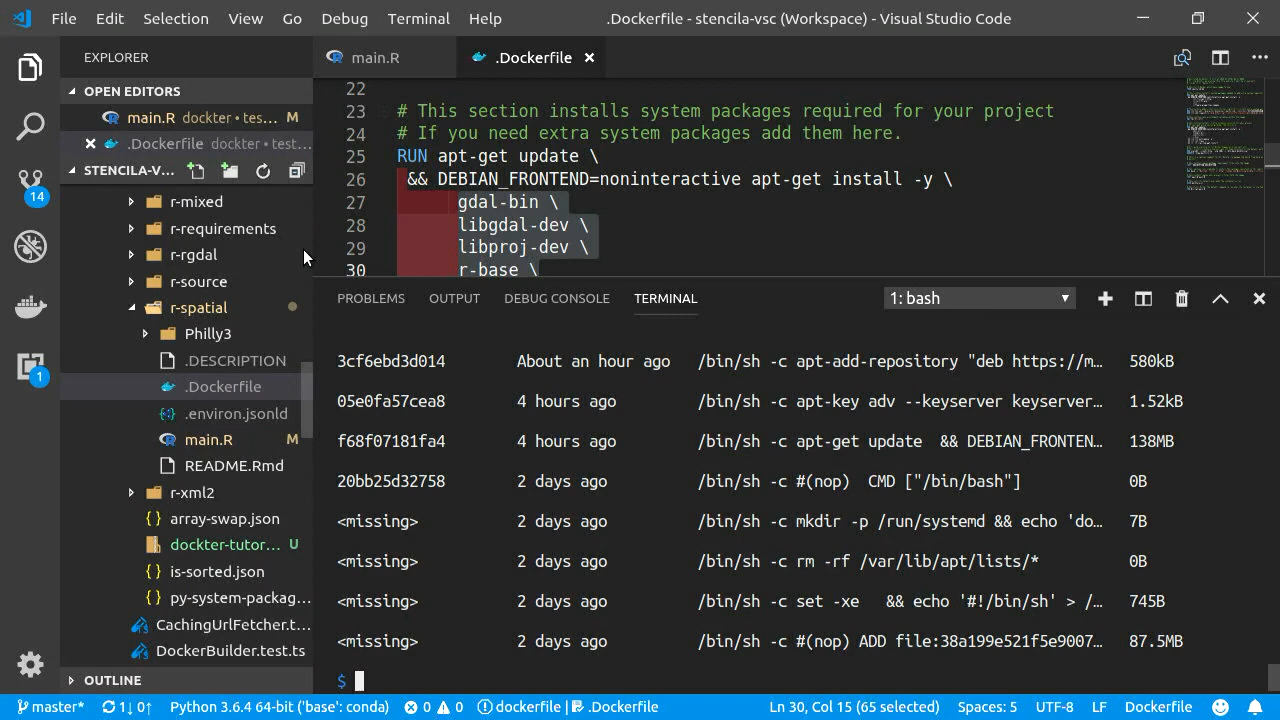 File Edit Selection View Go Debug Terminal Help .Dockerfile - stencila-vsc (Workspace) - Visual Studio Code
EXPLORER
OPEN EDITORS
main.R dockter • tes... M
.Dockerfile dockter • test...
STENCILA-V...
14
1
r-mixed
r-requirements
r-rgdal
r-source
r-spatial
Philly3
.DESCRIPTION
.Dockerfile
.environ.jsonld
main.R M
README.Rmd
r-xml2
array-swap.json
dockter-tutor... U
is-sorted.json
py-system-packag...
CachingUrlFetcher.t...
DockerBuilder.test.ts
OUTLINE
main.R .Dockerfile
22
23 # This section installs system packages required for your project
24 # If you need extra system packages add them here.
25 RUN apt-get update \
26 && DEBIAN_FRONTEND=noninteractive apt-get install -y \
27 gdal-bin \
28 libgdal-dev \
29 libproj-dev \
30 r-base \
PROBLEMS OUTPUT DEBUG CONSOLE TERMINAL 1: bash
3cf6ebd3d014 About an hour ago /bin/sh -c apt-add-repository "deb https://m… 580kB
05e0fa57cea8 4 hours ago /bin/sh -c apt-key adv --keyserver keyserver… 1.52kB
f68f07181fa4 4 hours ago /bin/sh -c apt-get update && DEBIAN_FRONTEN… 138MB
20bb25d32758 2 days ago /bin/sh -c #(nop) CMD ["/bin/bash"] 0B
<missing> 2 days ago /bin/sh -c mkdir -p /run/systemd && echo 'do… 7B
<missing> 2 days ago /bin/sh -c rm -rf /var/lib/apt/lists/* 0B
<missing> 2 days ago /bin/sh -c set -xe && echo '#!/bin/sh' > /… 745B
<missing> 2 days ago /bin/sh -c #(nop) ADD file:38a199e521f5e9007… 87.5MB
$
master* 1↓ 0↑ Python 3.6.4 64-bit ('base': conda) 0 0 dockerfile | .Dockerfile Ln 30, Col 15 (65 selected) Spaces: 5 UTF-8 LF Dockerfile